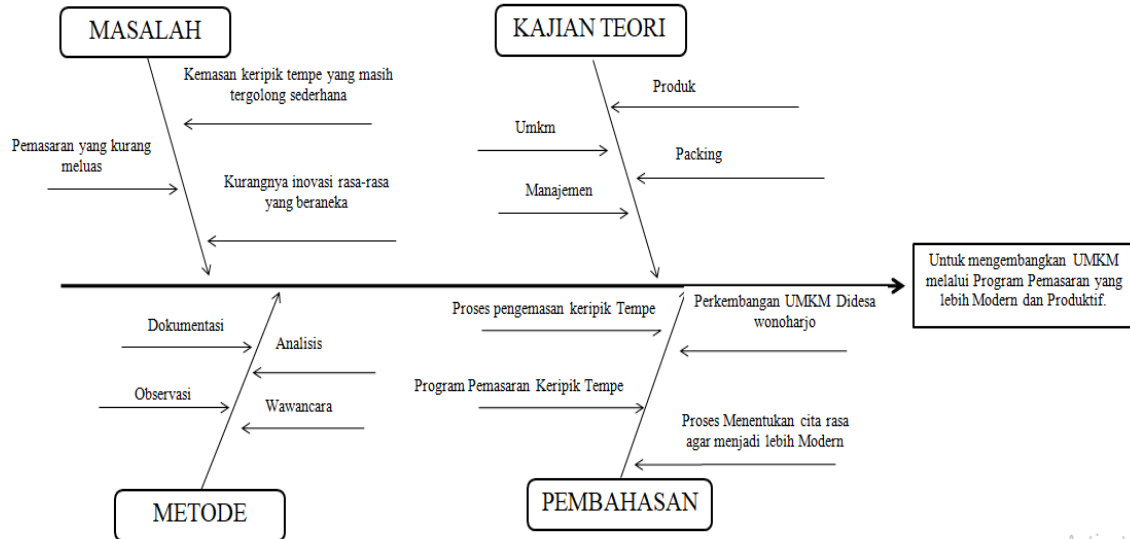 MASALAH
KAJIAN TEORI
Kemasan keripik tempe yang masih
tergolong sederhana
Pemasaran yang kurang
meluas
Kurangnya inovasi rasa-rasa
yang beraneka
Produk
Umkm
Packing
Manajemen
Untuk mengembangkan UMKM
melalui Program Pemasaran yang
lebih Modern dan Produktif.
Dokumentasi
Analisis
Observasi
Wawancara
Proses pengemasan keripik Tempe
Perkembangan UMKM Didesa
wonoharjo
Program Pemasaran Keripik Tempe
Proses Menentukan cita rasa
agar menjadi lebih Modern
METODE
PEMBAHASAN